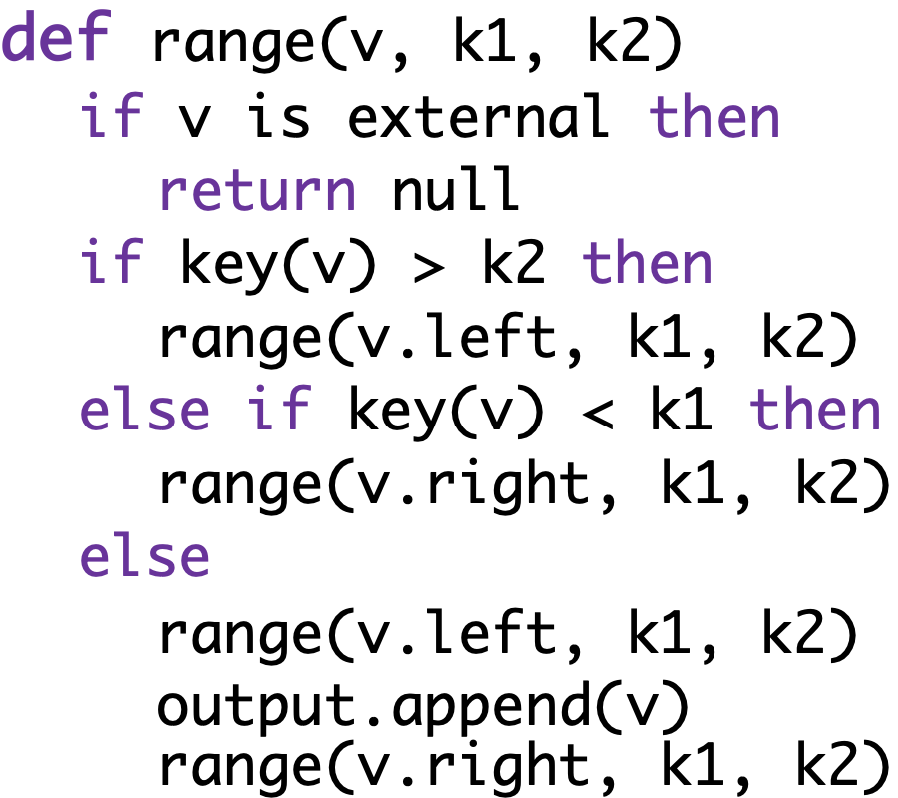 def range(v, k1, k2)
if v is external then
return null
if key(v) > k2 then
range(v.left, k1, k2)
else if key(v) < k1 then
range(v.right, k1, k2)
else
range(v.left, k1, k2)
output.append(v)
range(v.right, k1, k2)